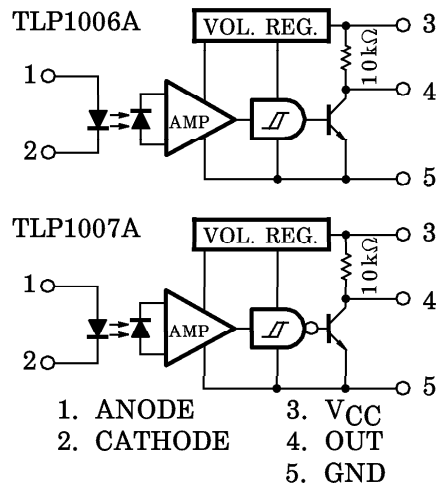 TLP1006A
VOL. REG.
3
10kΩ
1
4
AMP
2
5
TLP1007A
VOL. REG.
3
10kΩ
1
4
AMP
2
5
1. ANODE
3. VCC
2. CATHODE
4. OUT
5. GND